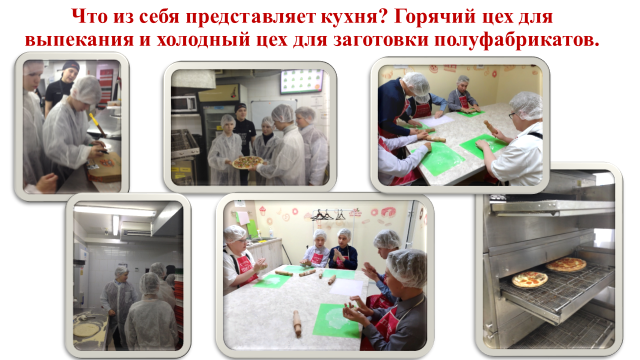 Что из себя представляет кухня? Горячий цех для
выпекания и холодный цех для заготовки полуфабрикатов.